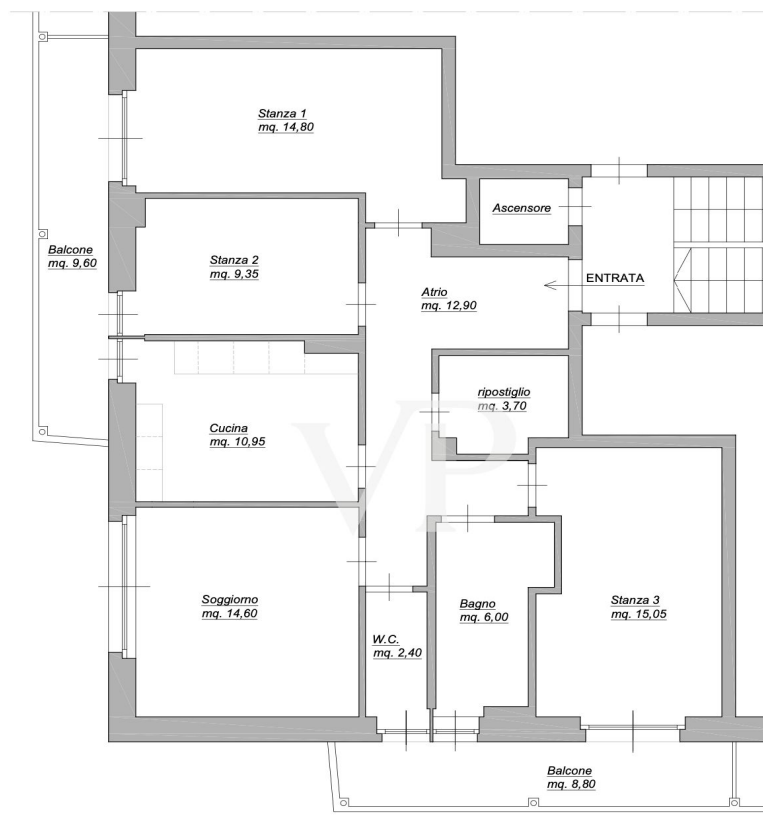 Stanza 1
mq. 14,80
Ascensore
Balcone
mq. 9,60
Stanza 2
mq. 9,35
ENTRATA
Atrio
mq. 12,90
ripostiglio
mq. 3,70
Cucina
mq. 10,95
VP
Soggiorno
mq. 14,60
Bagno
mq. 6,00
Stanza 3
mq. 15,05
W.C.
mq. 2,40
Balcone
mq. 8,80